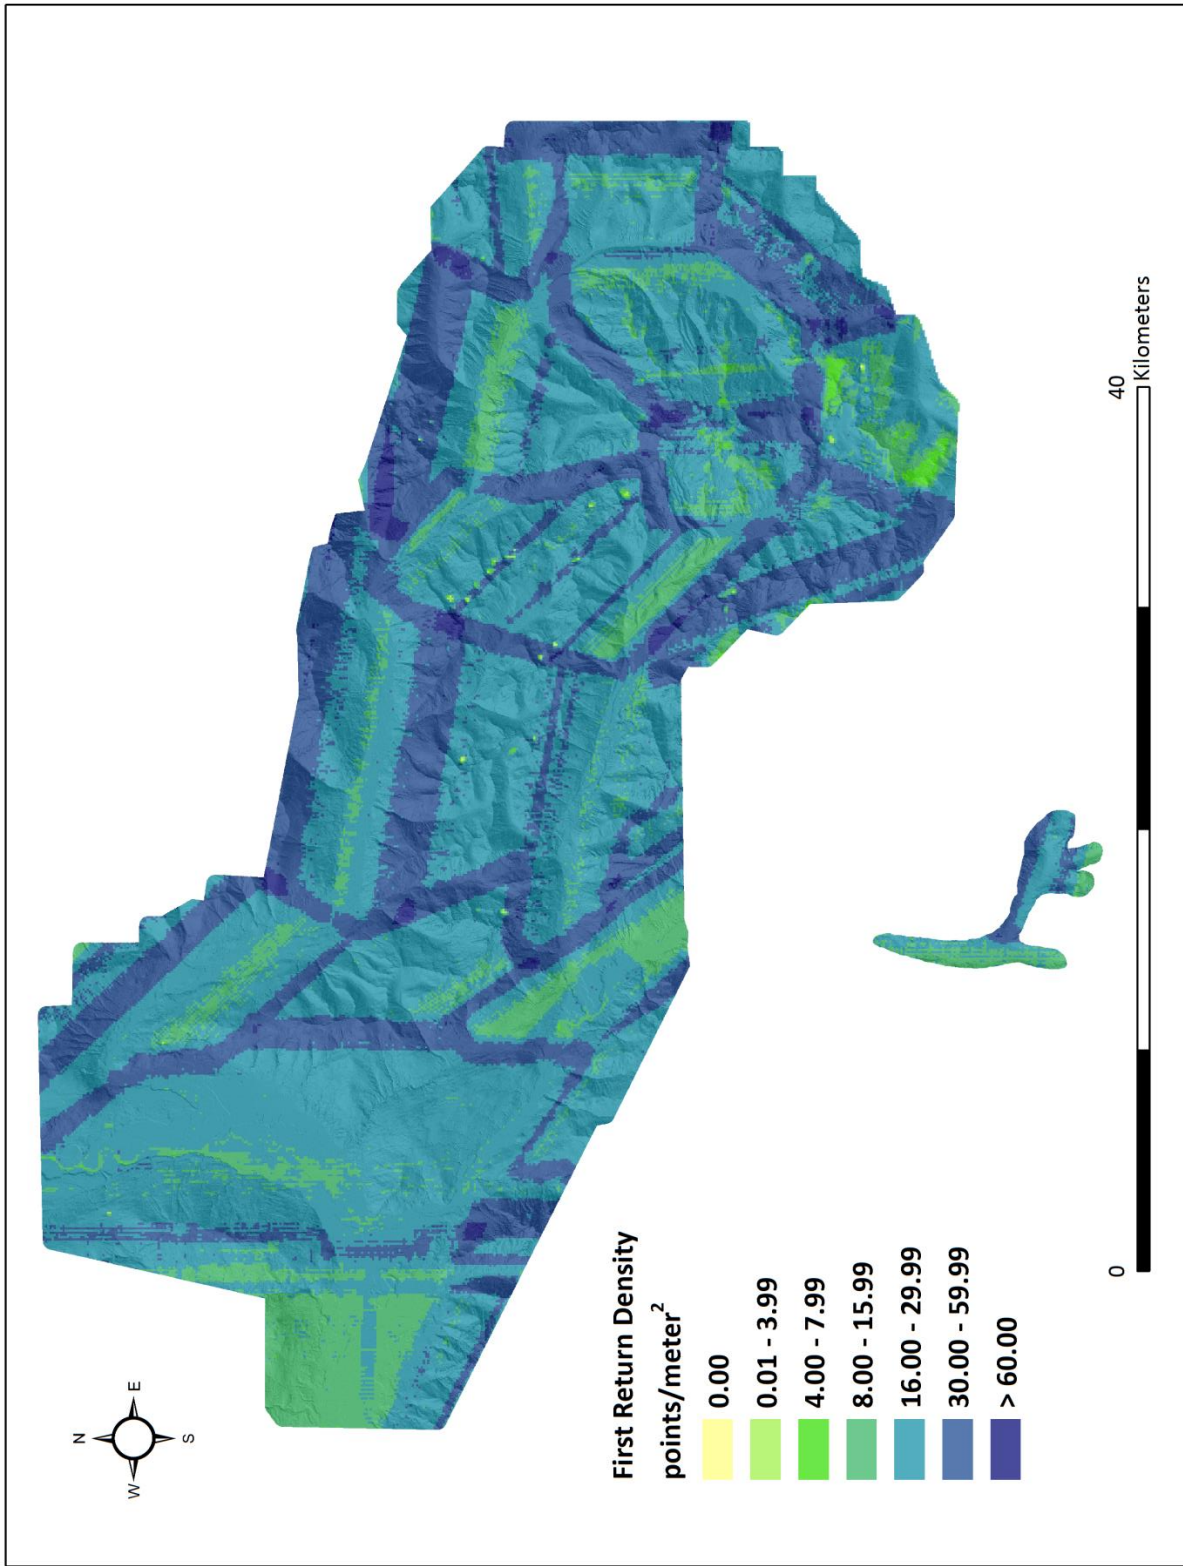 N
W E
S
First Return Density
points/meter²
0.00
0.01 - 3.99
4.00 - 7.99
8.00 - 15.99
16.00 - 29.99
30.00 - 59.99
> 60.00
0 40
Kilometers